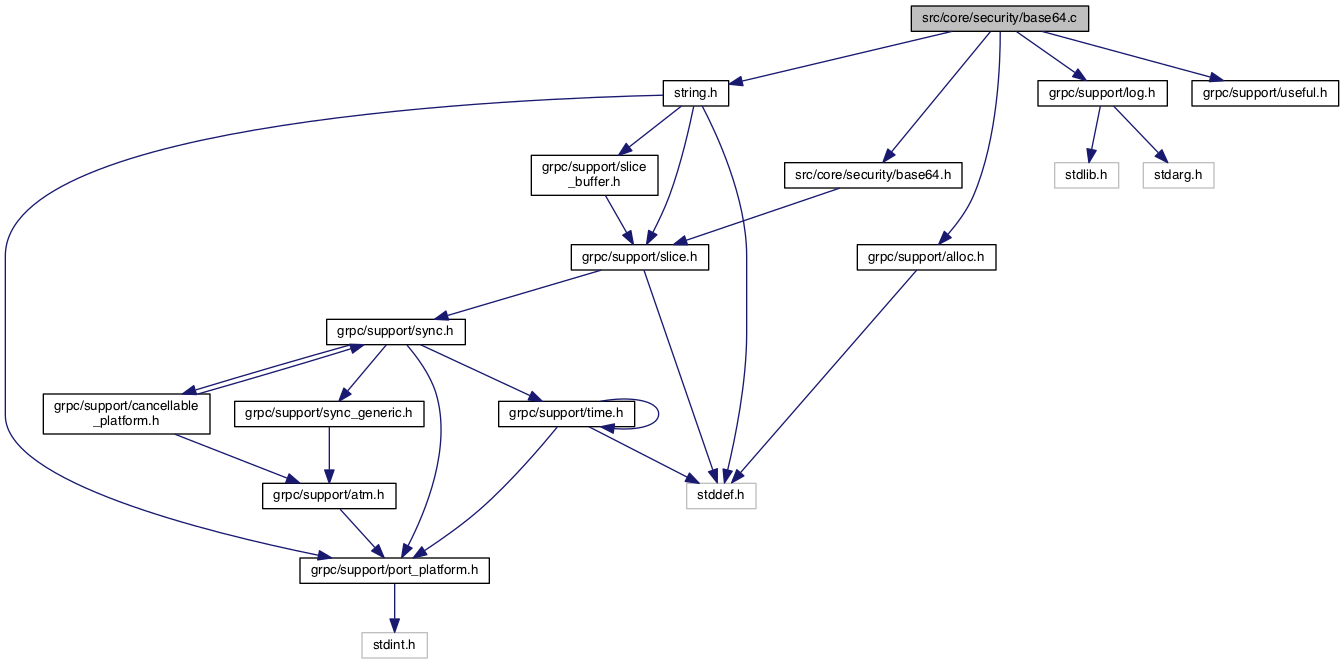 src/core/security/base64.c
string.h
grpc/support/log.h
grpc/support/useful.h
grpc/support/slice
_buffer.h
src/core/security/base64.h
stdlib.h
stdarg.h
grpc/support/slice.h
grpc/support/alloc.h
grpc/support/sync.h
grpc/support/cancellable
_platform.h
grpc/support/sync_generic.h
grpc/support/time.h
grpc/support/atm.h
stddef.h
grpc/support/port_platform.h
stdint.h